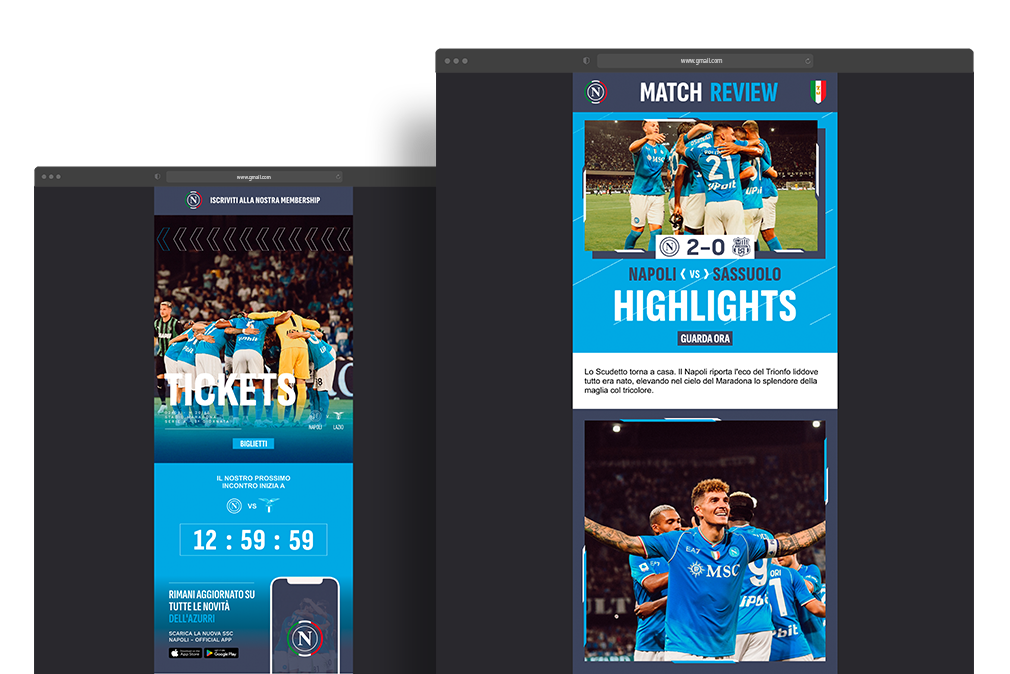 www.gmail.com
ISCRIVITI ALLA NOSTRA MEMBERSHIP
TICKETS
NAPOLI
LAZIO
BIGLIETTI
IL NOSTRO PROSSIMO
INCONTRO INIZIA A
N VS
12 : 59 : 59
RIMANI AGGIORNATO SU
TUTTE LE NOVITÀ
DELL'AZURRI
SCARICA LA NUOVA SSC
NAPOLI - OFFICIAL APP
App Store
Google Play
N
www.gmail.com
N MATCH REVIEW
MSC
21
N 2-0
NAPOLI VS SASSUOLO
HIGHLIGHTS
GUARDA ORA
Lo Scudetto torna a casa. Il Napoli riporta l'eco del Trionfo liddove
tutto era nato, elevando nel cielo del Maradona lo splendore della
maglia col tricolore.
EA7
MSC
9